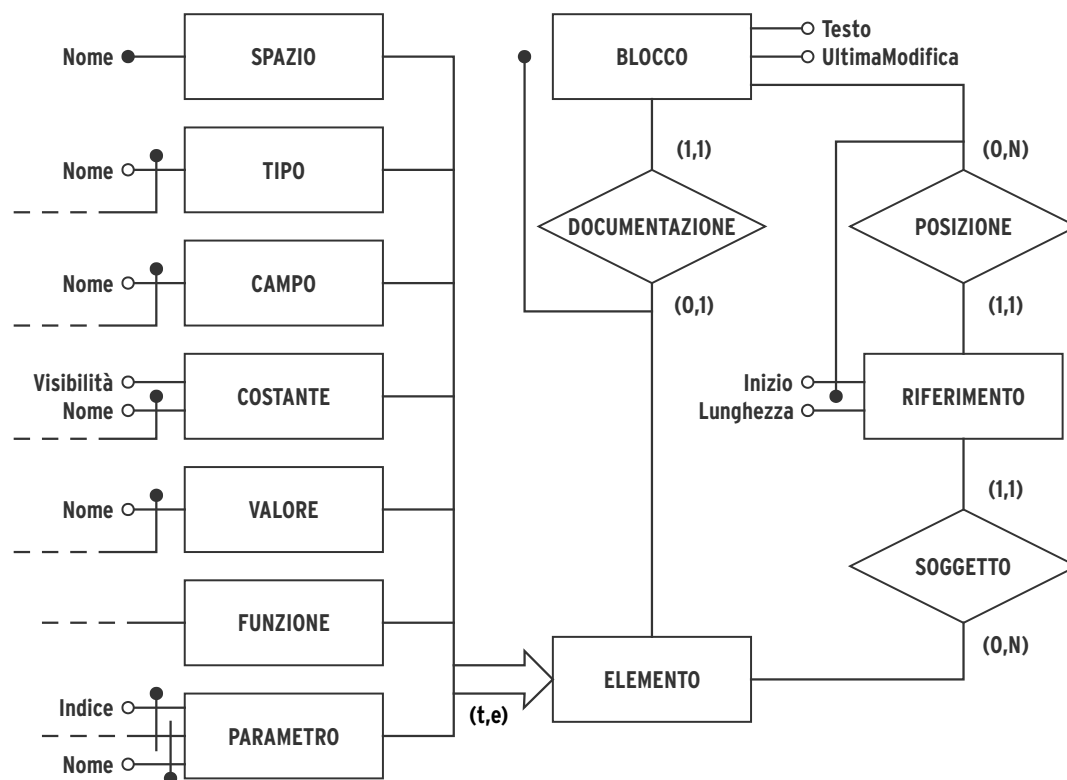 Nome
SPAZIO
Nome
TIPO
Nome
CAMPO
Visibilità
Nome
COSTANTE
Nome
VALORE
FUNZIONE
Indice
Nome
PARAMETRO
(t,e)
ELEMENTO
BLOCCO
Testo
UltimaModifica
(1,1)
DOCUMENTAZIONE
(0,1)
(0,N)
POSIZIONE
(1,1)
Inizio
Lunghezza
RIFERIMENTO
(1,1)
SOGGETTO
(0,N)